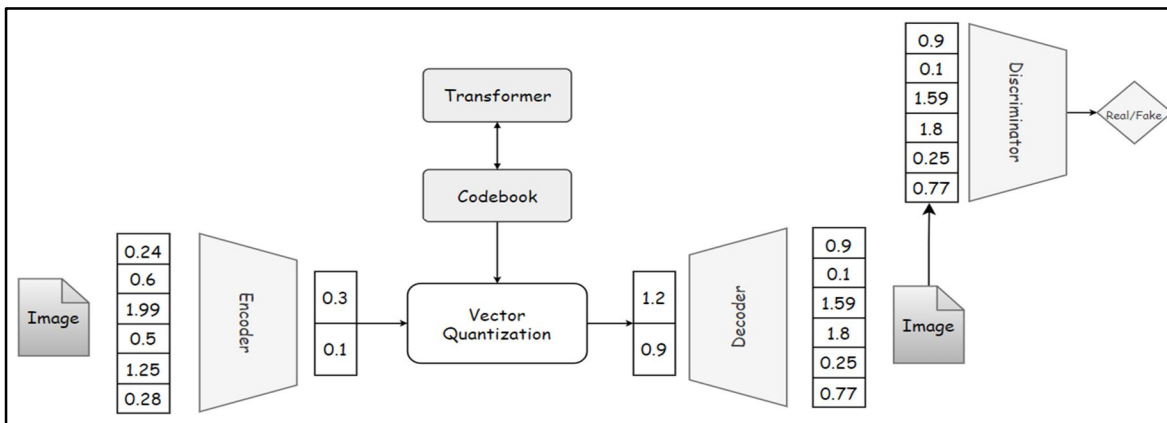 Image
0.24
0.6
1.99
0.5
1.25
0.28
Encoder
0.3
0.1
Transformer
Codebook
Vector
Quantization
1.2
0.9
Decoder
0.9
0.1
1.59
1.8
0.25
0.77
Image
0.9
0.1
1.59
1.8
0.25
0.77
Discriminator
Real/Fake